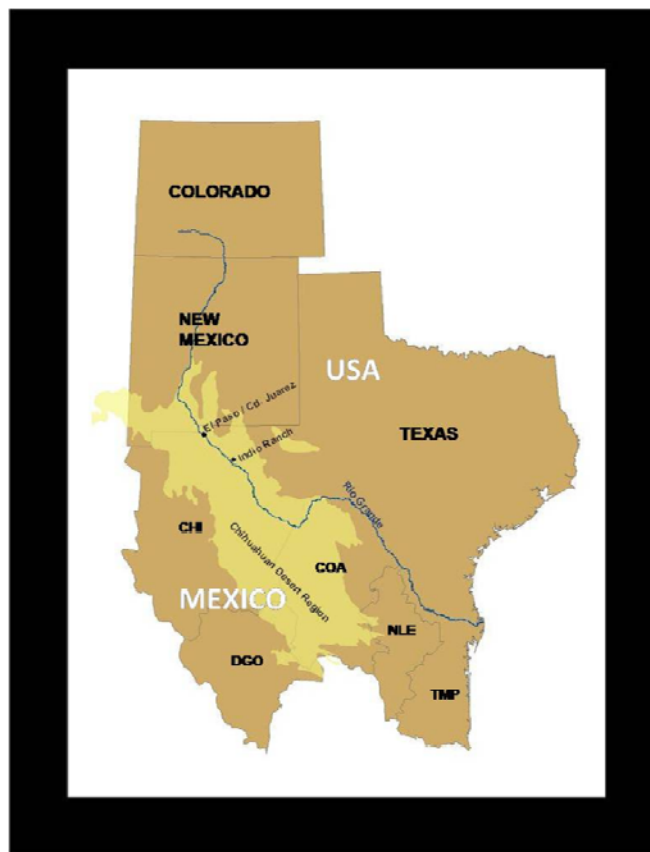 COLORADO
NEW
MEXICO
USA
El Paso / Cd. Juarez
Indio Ranch
TEXAS
Rio Grande
CHI
Chihuahuan Desert Region
COA
MEXICO
NLE
DGO
TMP